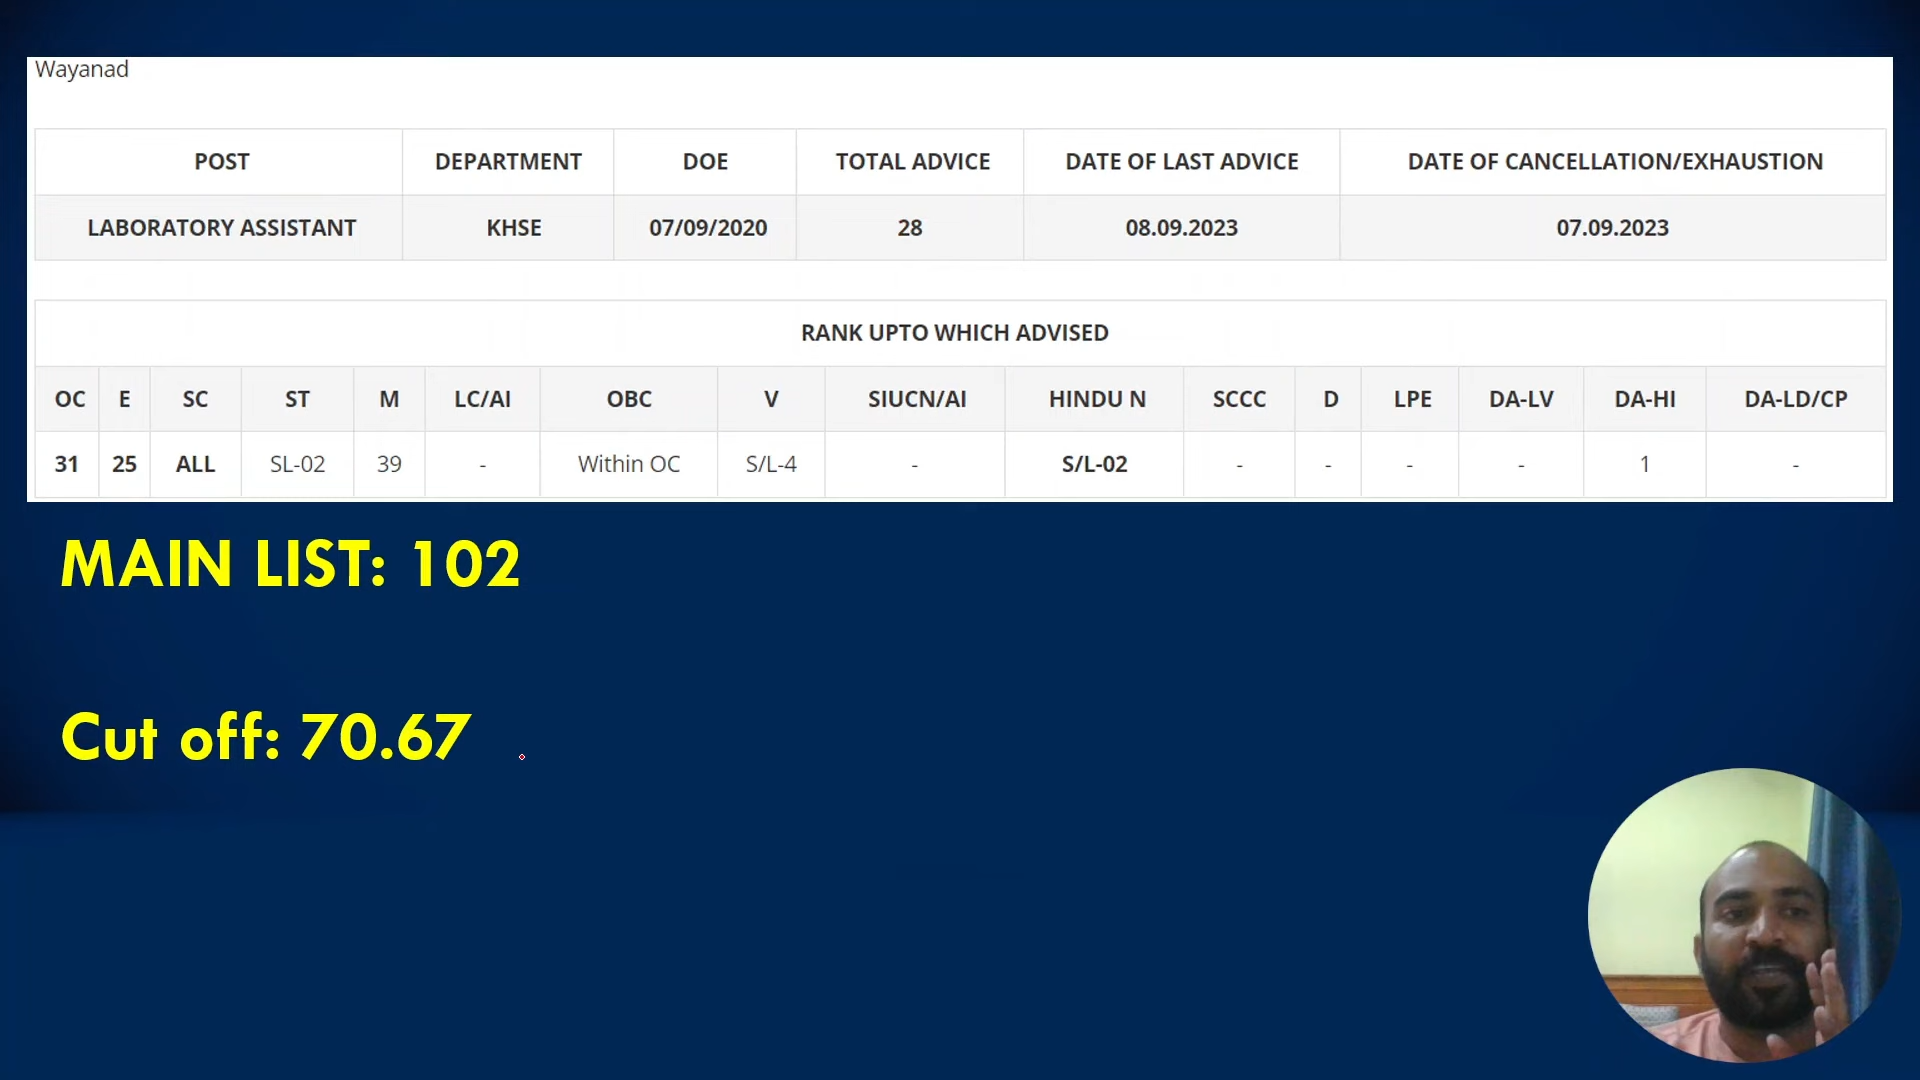 Wayanad
POST DEPARTMENT DOE TOTAL ADVICE DATE OF LAST ADVICE DATE OF CANCELLATION/EXHAUSTION
LABORATORY ASSISTANT KHSE 07/09/2020 28 08.09.2023 07.09.2023
RANK UPTO WHICH ADVISED
OC E SC ST M LC/AI OBC V SIUCN/AI HINDU N SCCC D LPE DA-LV DA-HI DA-LD/CP
31 25 ALL SL-02 39 - Within OC S/L-4 - S/L-02 - - - - 1 -
MAIN LIST: 102
Cut off: 70.67